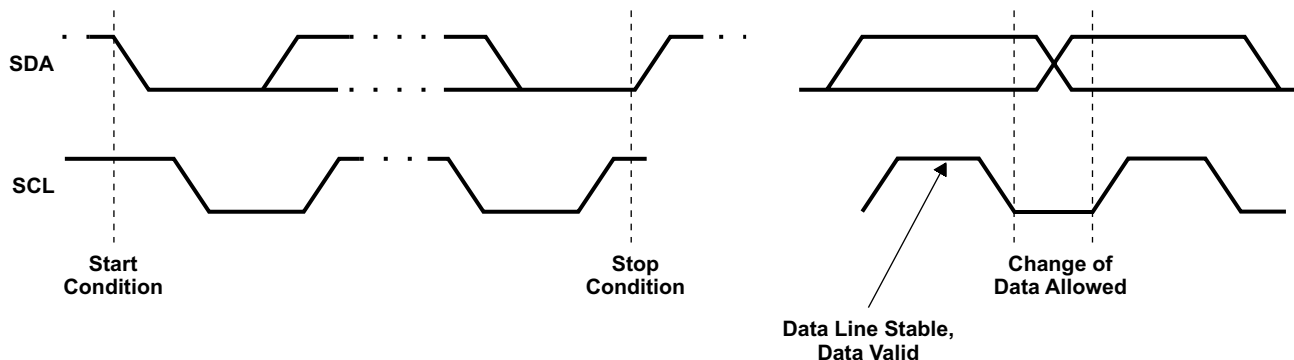 SDA
SCL
Start
Condition
Stop
Condition
Change of
Data Allowed
Data Line Stable,
Data Valid